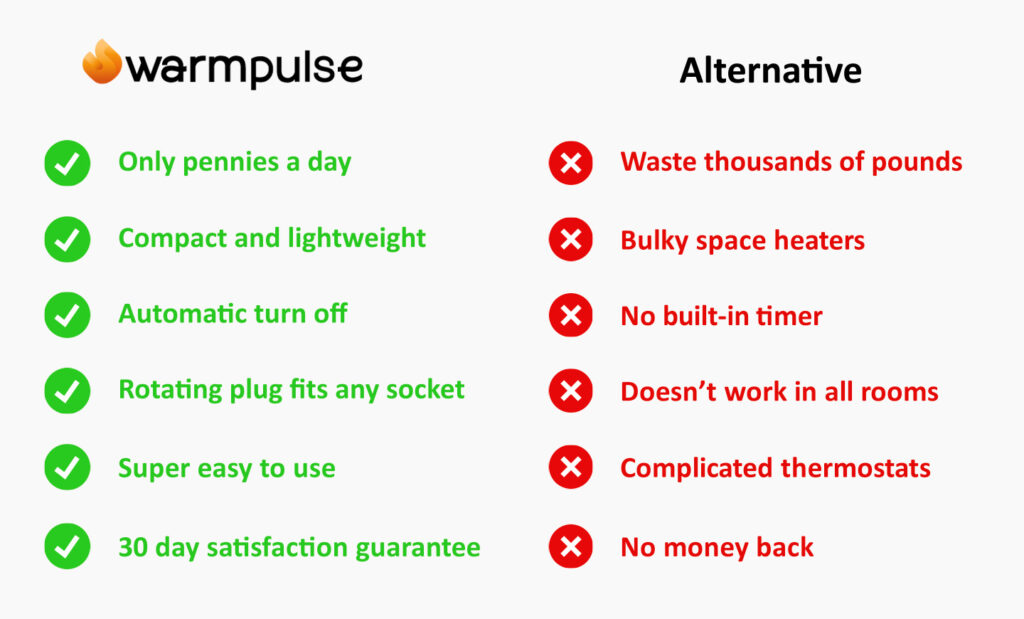 warmpulse Alternative
Only pennies a day Waste thousands of pounds
Compact and lightweight Bulky space heaters
Automatic turn off No built-in timer
Rotating plug fits any socket Doesn’t work in all rooms
Super easy to use Complicated thermostats
30 day satisfaction guarantee No money back